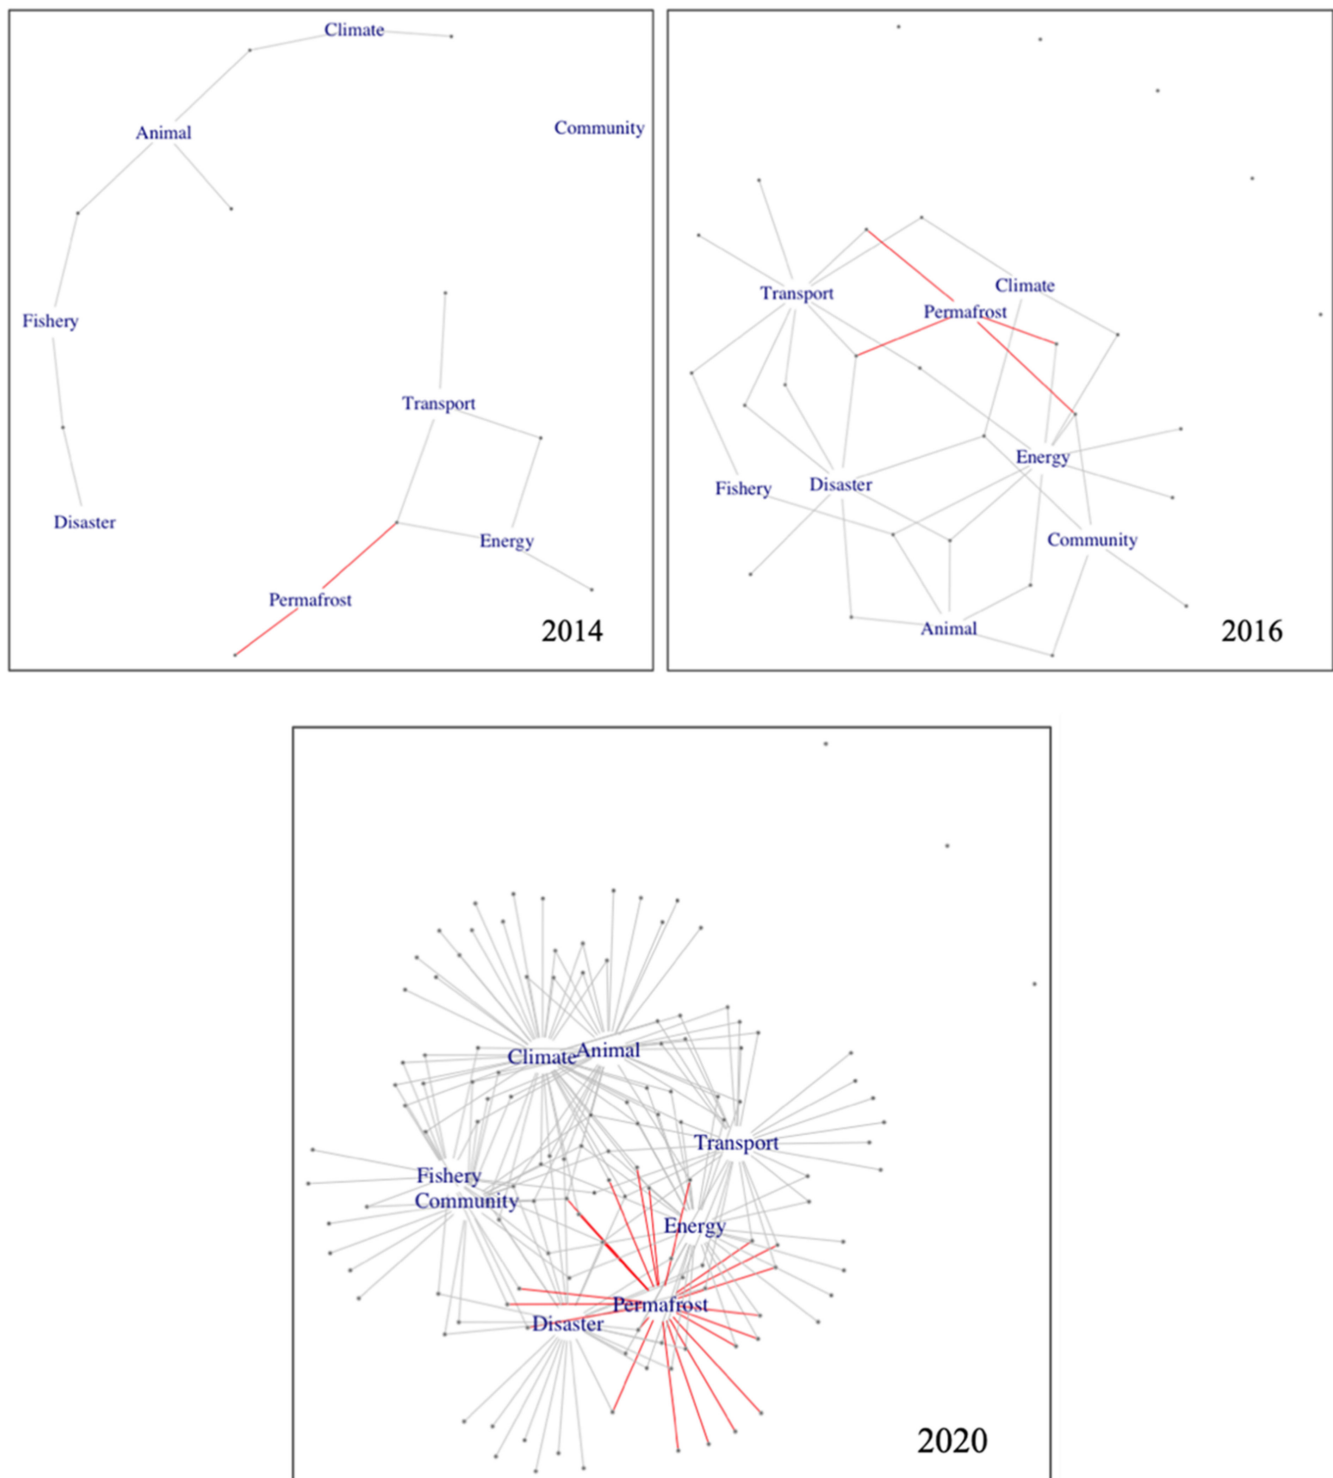 Climate
Community
Animal
Fishery
Transport
Disaster
Energy
Permafrost
2014
Climate
Transport
Permafrost
Energy
Fishery
Disaster
Community
Animal
2016
Climate
Animal
Transport
Fishery
Community
Energy
Permafrost
Disaster
2020